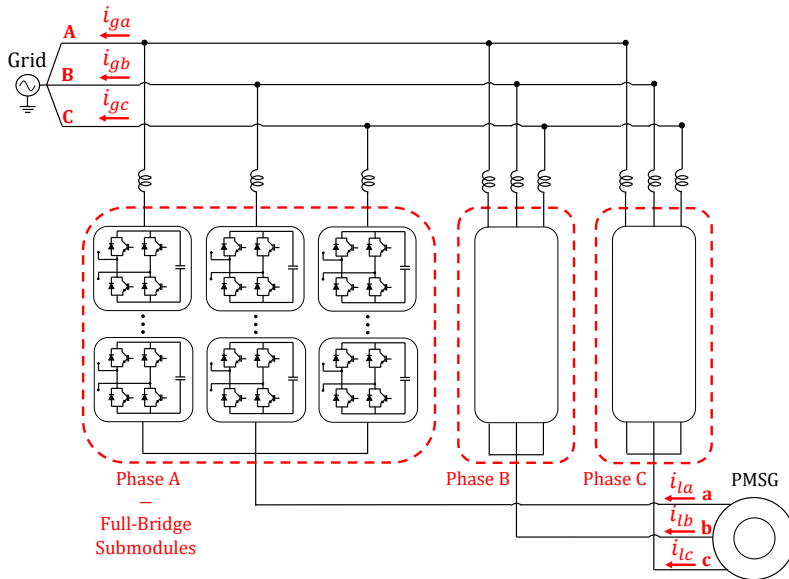 i_ga
A
Grid
i_gb
B
i_gc
C
Phase A
–
Full-Bridge
Submodules
Phase B
Phase C
PMSG
i_la a
i_lb b
i_lc c